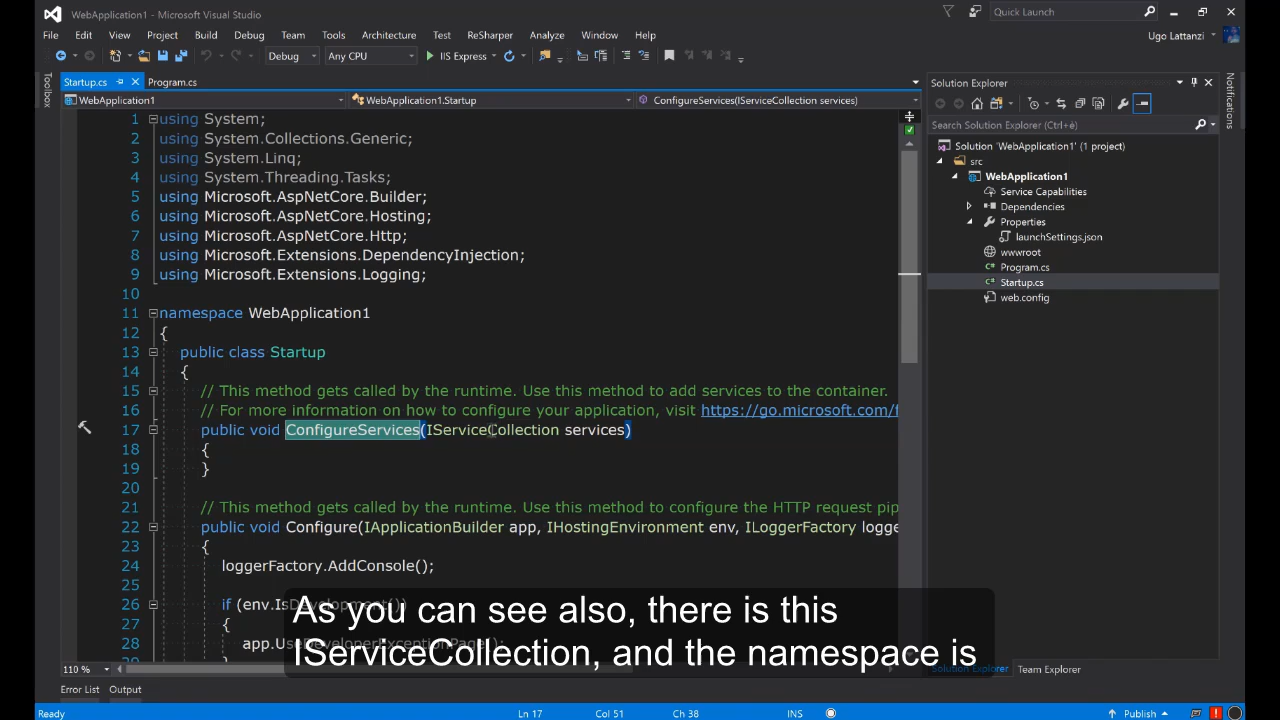 WebApplication1 - Microsoft Visual Studio
Quick Launch
File Edit View Project Build Debug Team Tools Architecture Test ReSharper Analyze Window Help
Ugo Lattanzi
Debug Any CPU IIS Express
Startup.cs Program.cs
WebApplication1 WebApplication1.Startup ConfigureServices(IServiceCollection services)
Toolbox
1 using System;
2 using System.Collections.Generic;
3 using System.Linq;
4 using System.Threading.Tasks;
5 using Microsoft.AspNetCore.Builder;
6 using Microsoft.AspNetCore.Hosting;
7 using Microsoft.AspNetCore.Http;
8 using Microsoft.Extensions.DependencyInjection;
9 using Microsoft.Extensions.Logging;
10
11 namespace WebApplication1
12 {
13 public class Startup
14 {
15 // This method gets called by the runtime. Use this method to add services to the container.
16 // For more information on how to configure your application, visit https://go.microsoft.com/f
17 public void ConfigureServices(IServiceCollection services)
18 {
19 }
20
21 // This method gets called by the runtime. Use this method to configure the HTTP request pip
22 public void Configure(IApplicationBuilder app, IHostingEnvironment env, ILoggerFactory logge
23 {
24 loggerFactory.AddConsole();
25
26 if (env.IsDevelopment())
27 {
28 app.UseDeveloperExceptionPage();
29
As you can see also, there is this
IServiceCollection, and the namespace is
110 %
Solution Explorer
Search Solution Explorer (Ctrl+è)
Solution 'WebApplication1' (1 project)
src
WebApplication1
Service Capabilities
Dependencies
Properties
launchSettings.json
wwwroot
Program.cs
Startup.cs
web.config
Notifications
Solution Explorer Team Explorer
Error List Output
Ready Ln 17 Col 51 Ch 38 INS Publish